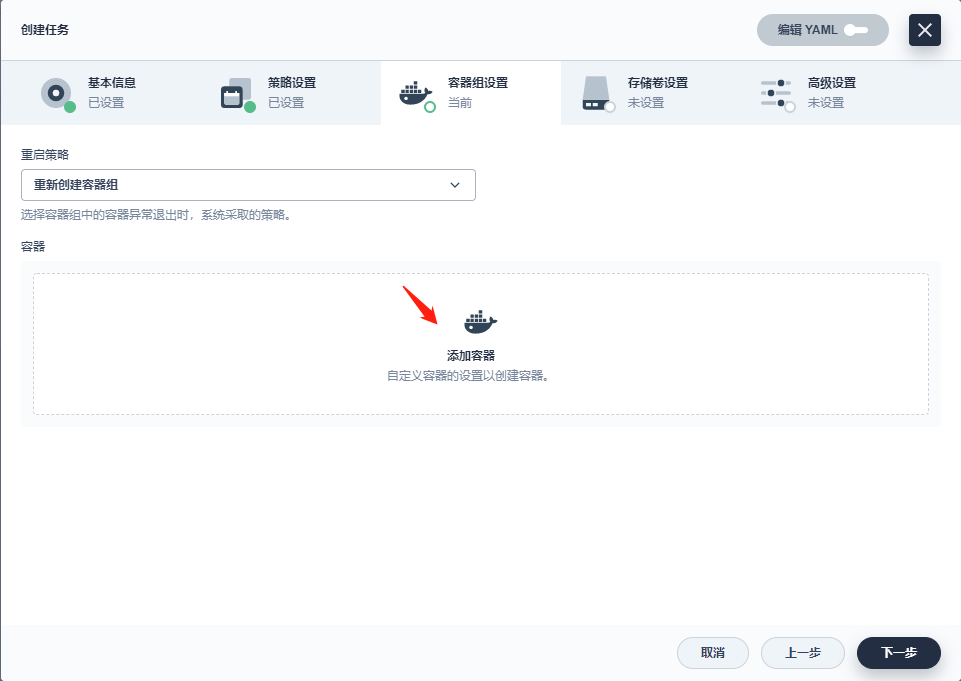 创建任务
编辑 YAML
基本信息
已设置
策略设置
已设置
容器组设置
当前
存储卷设置
未设置
高级设置
未设置
重启策略
重新创建容器组
选择容器组中的容器异常退出时，系统采取的策略。
容器
添加容器
自定义容器的设置以创建容器。
取消
上一步
下一步